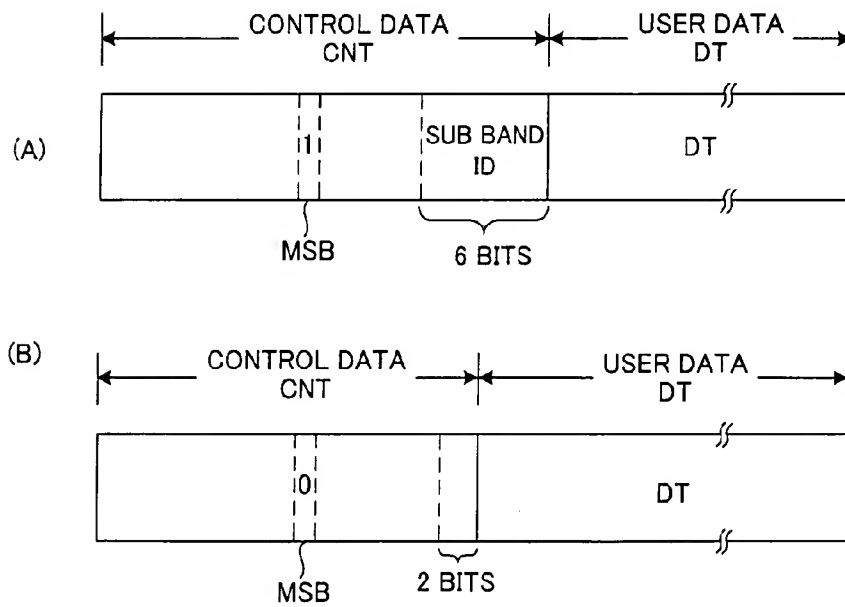 CONTROL DATA
CNT
USER DATA
DT
(A)
1
SUB BAND
ID
DT
MSB
6 BITS
(B)
CONTROL DATA
CNT
USER DATA
DT
0
DT
MSB
2 BITS